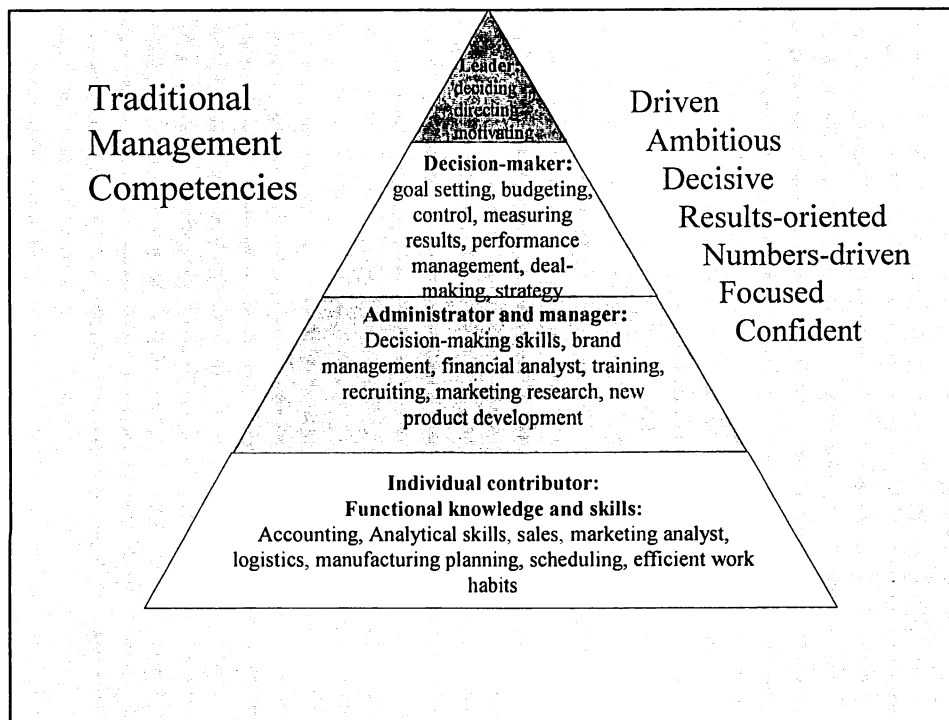 Traditional
Management
Competencies
Leader:
deciding
directing
motivating
Decision-maker:
goal setting, budgeting,
control, measuring
results, performance
management, deal-
making, strategy
Administrator and manager:
Decision-making skills, brand
management, financial analyst, training,
recruiting, marketing research, new
product development
Individual contributor:
Functional knowledge and skills:
Accounting, Analytical skills, sales, marketing analyst,
logistics, manufacturing planning, scheduling, efficient work
habits
Driven
Ambitious
Decisive
Results-oriented
Numbers-driven
Focused
Confident